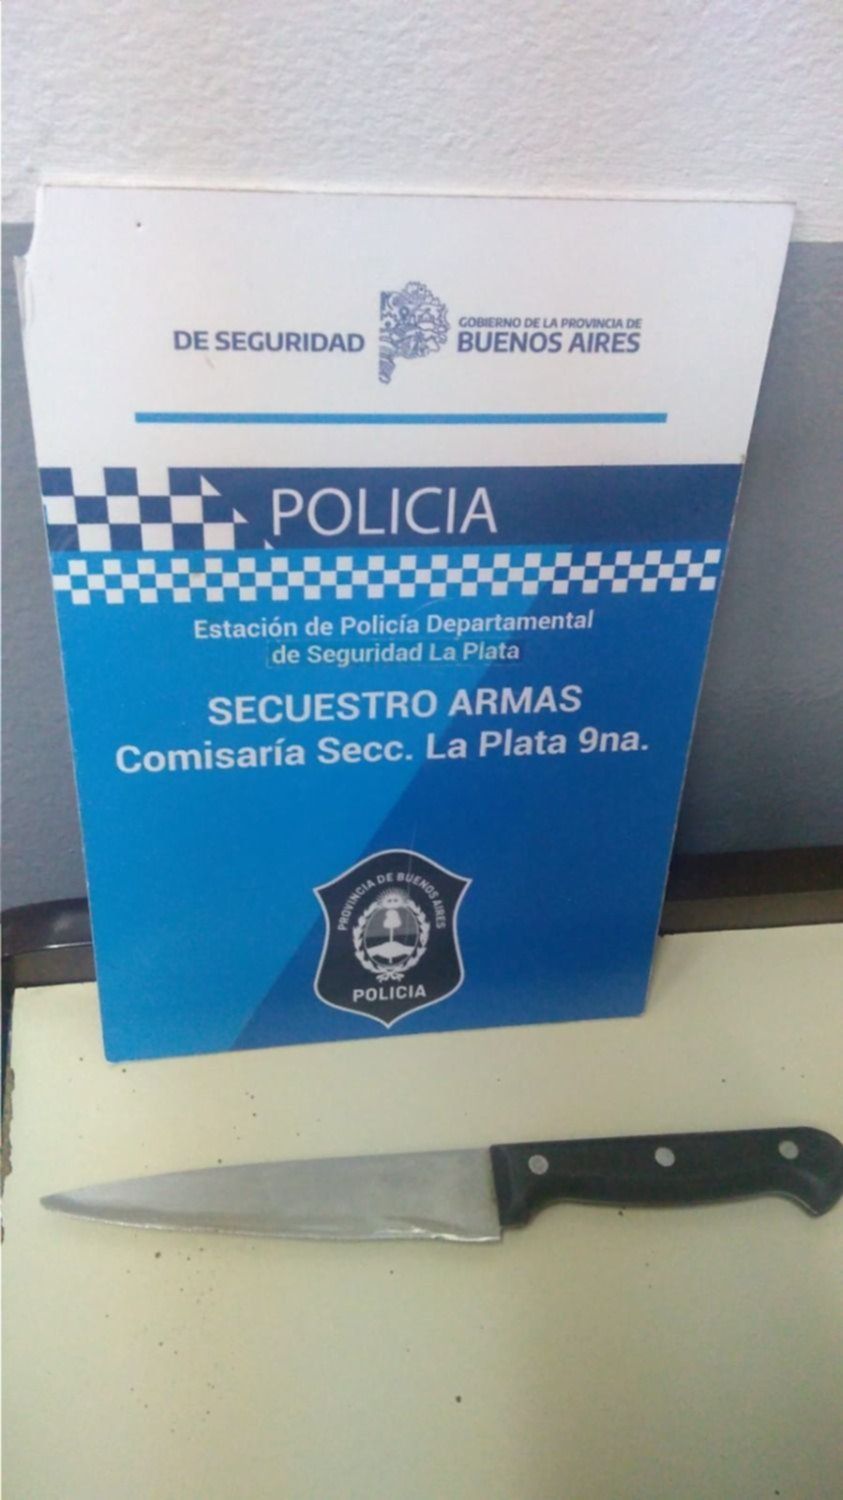 DE SEGURIDAD
GOBIERNO DE LA PROVINCIA DE
BUENOS AIRES
POLICIA
Estación de Policía Departamental
de Seguridad La Plata
SECUESTRO ARMAS
Comisaría Secc. La Plata 9na.
PROVINCIA DE BUENOS AIRES
POLICIA